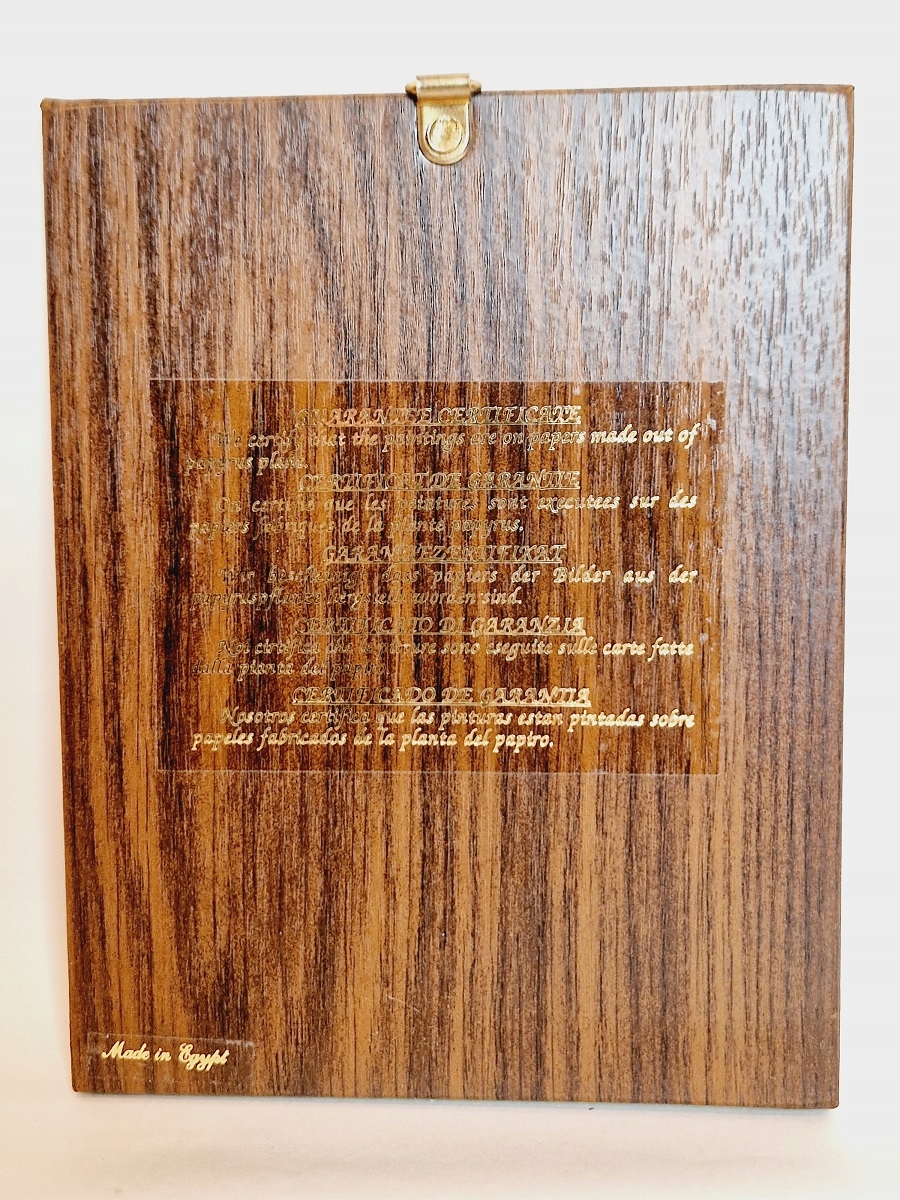 GUARANTEE CERTIFICATE
We certify that the paintings are on papers made out of
papyrus plant.
CERTIFICAT DE GARANTIE
On certifie que les peintures sont executees sur des
papiers fabriques de la plante papyrus.
GARANTIEZERTIFIKAT
Wir bescheinigt dass papiers der Bilder aus der
papyruspflanze worden sind.
CERTIFICATO DI GARANZIA
Noi certifica che le pitture sono eseguite sulle carte fatte
dalla pianta del papiro.
CERTIFICADO DE GARANTIA
Nosotros certifica que las pinturas estan pintadas sobre
papeles fabricados de la planta del papiro.
Made in Egypt